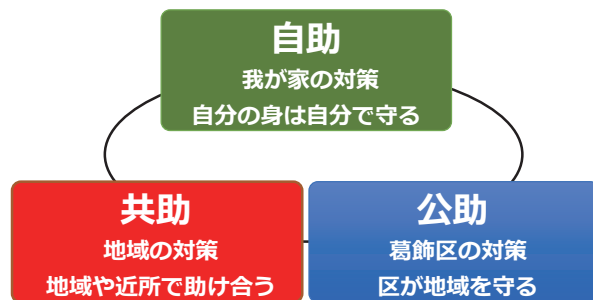 自助
我が家の対策
自分の身は自分で守る
共助
地域の対策
地域や近所で助け合う
公助
葛飾区の対策
区が地域を守る